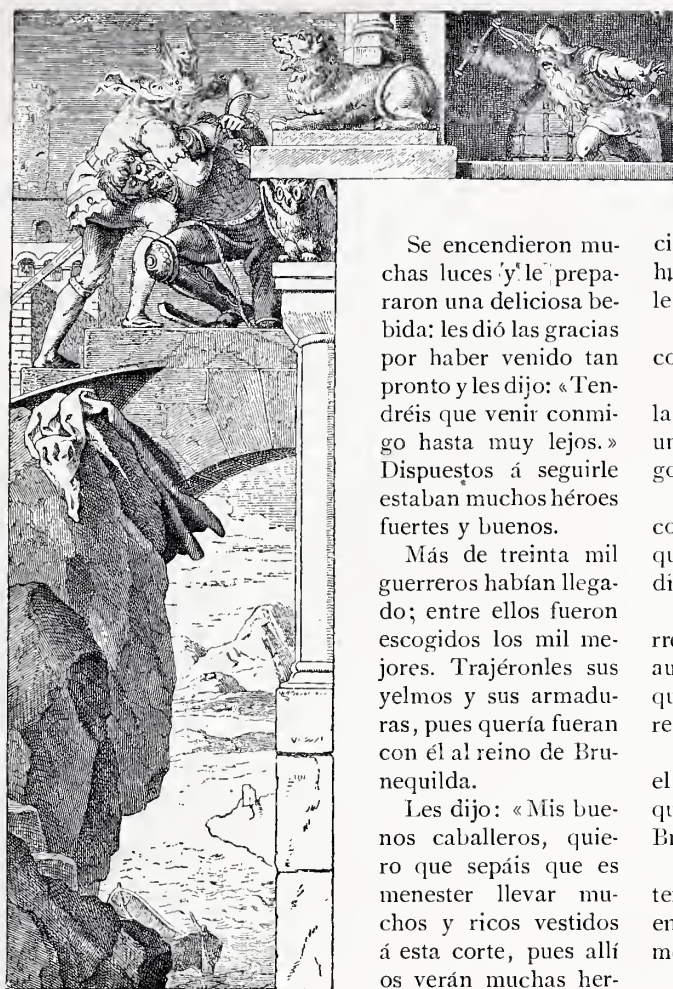 Se encendieron mu-
chas luces y le prepa-
raron una deliciosa be-
bida: les dió las gracias
por haber venido tan
pronto y les dijo: «Ten-
dréis que venir conmi-
go hasta muy lejos.»
Dispuestos á seguirle
estaban muchos héroes
fuertes y buenos.
Más de treinta mil
guerreros habían llega-
do; entre ellos fueron
escogidos los mil me-
jores. Trajéronles sus
yelmos y sus armadu-
ras, pues quería fueran
con él al reino de Bru-
nequilda.
Les dijo: «Mis bue-
nos caballeros, quie-
ro que sepáis que es
menester llevar mu-
chos y ricos vestidos
á esta corte, pues allí
os verán muchas her-